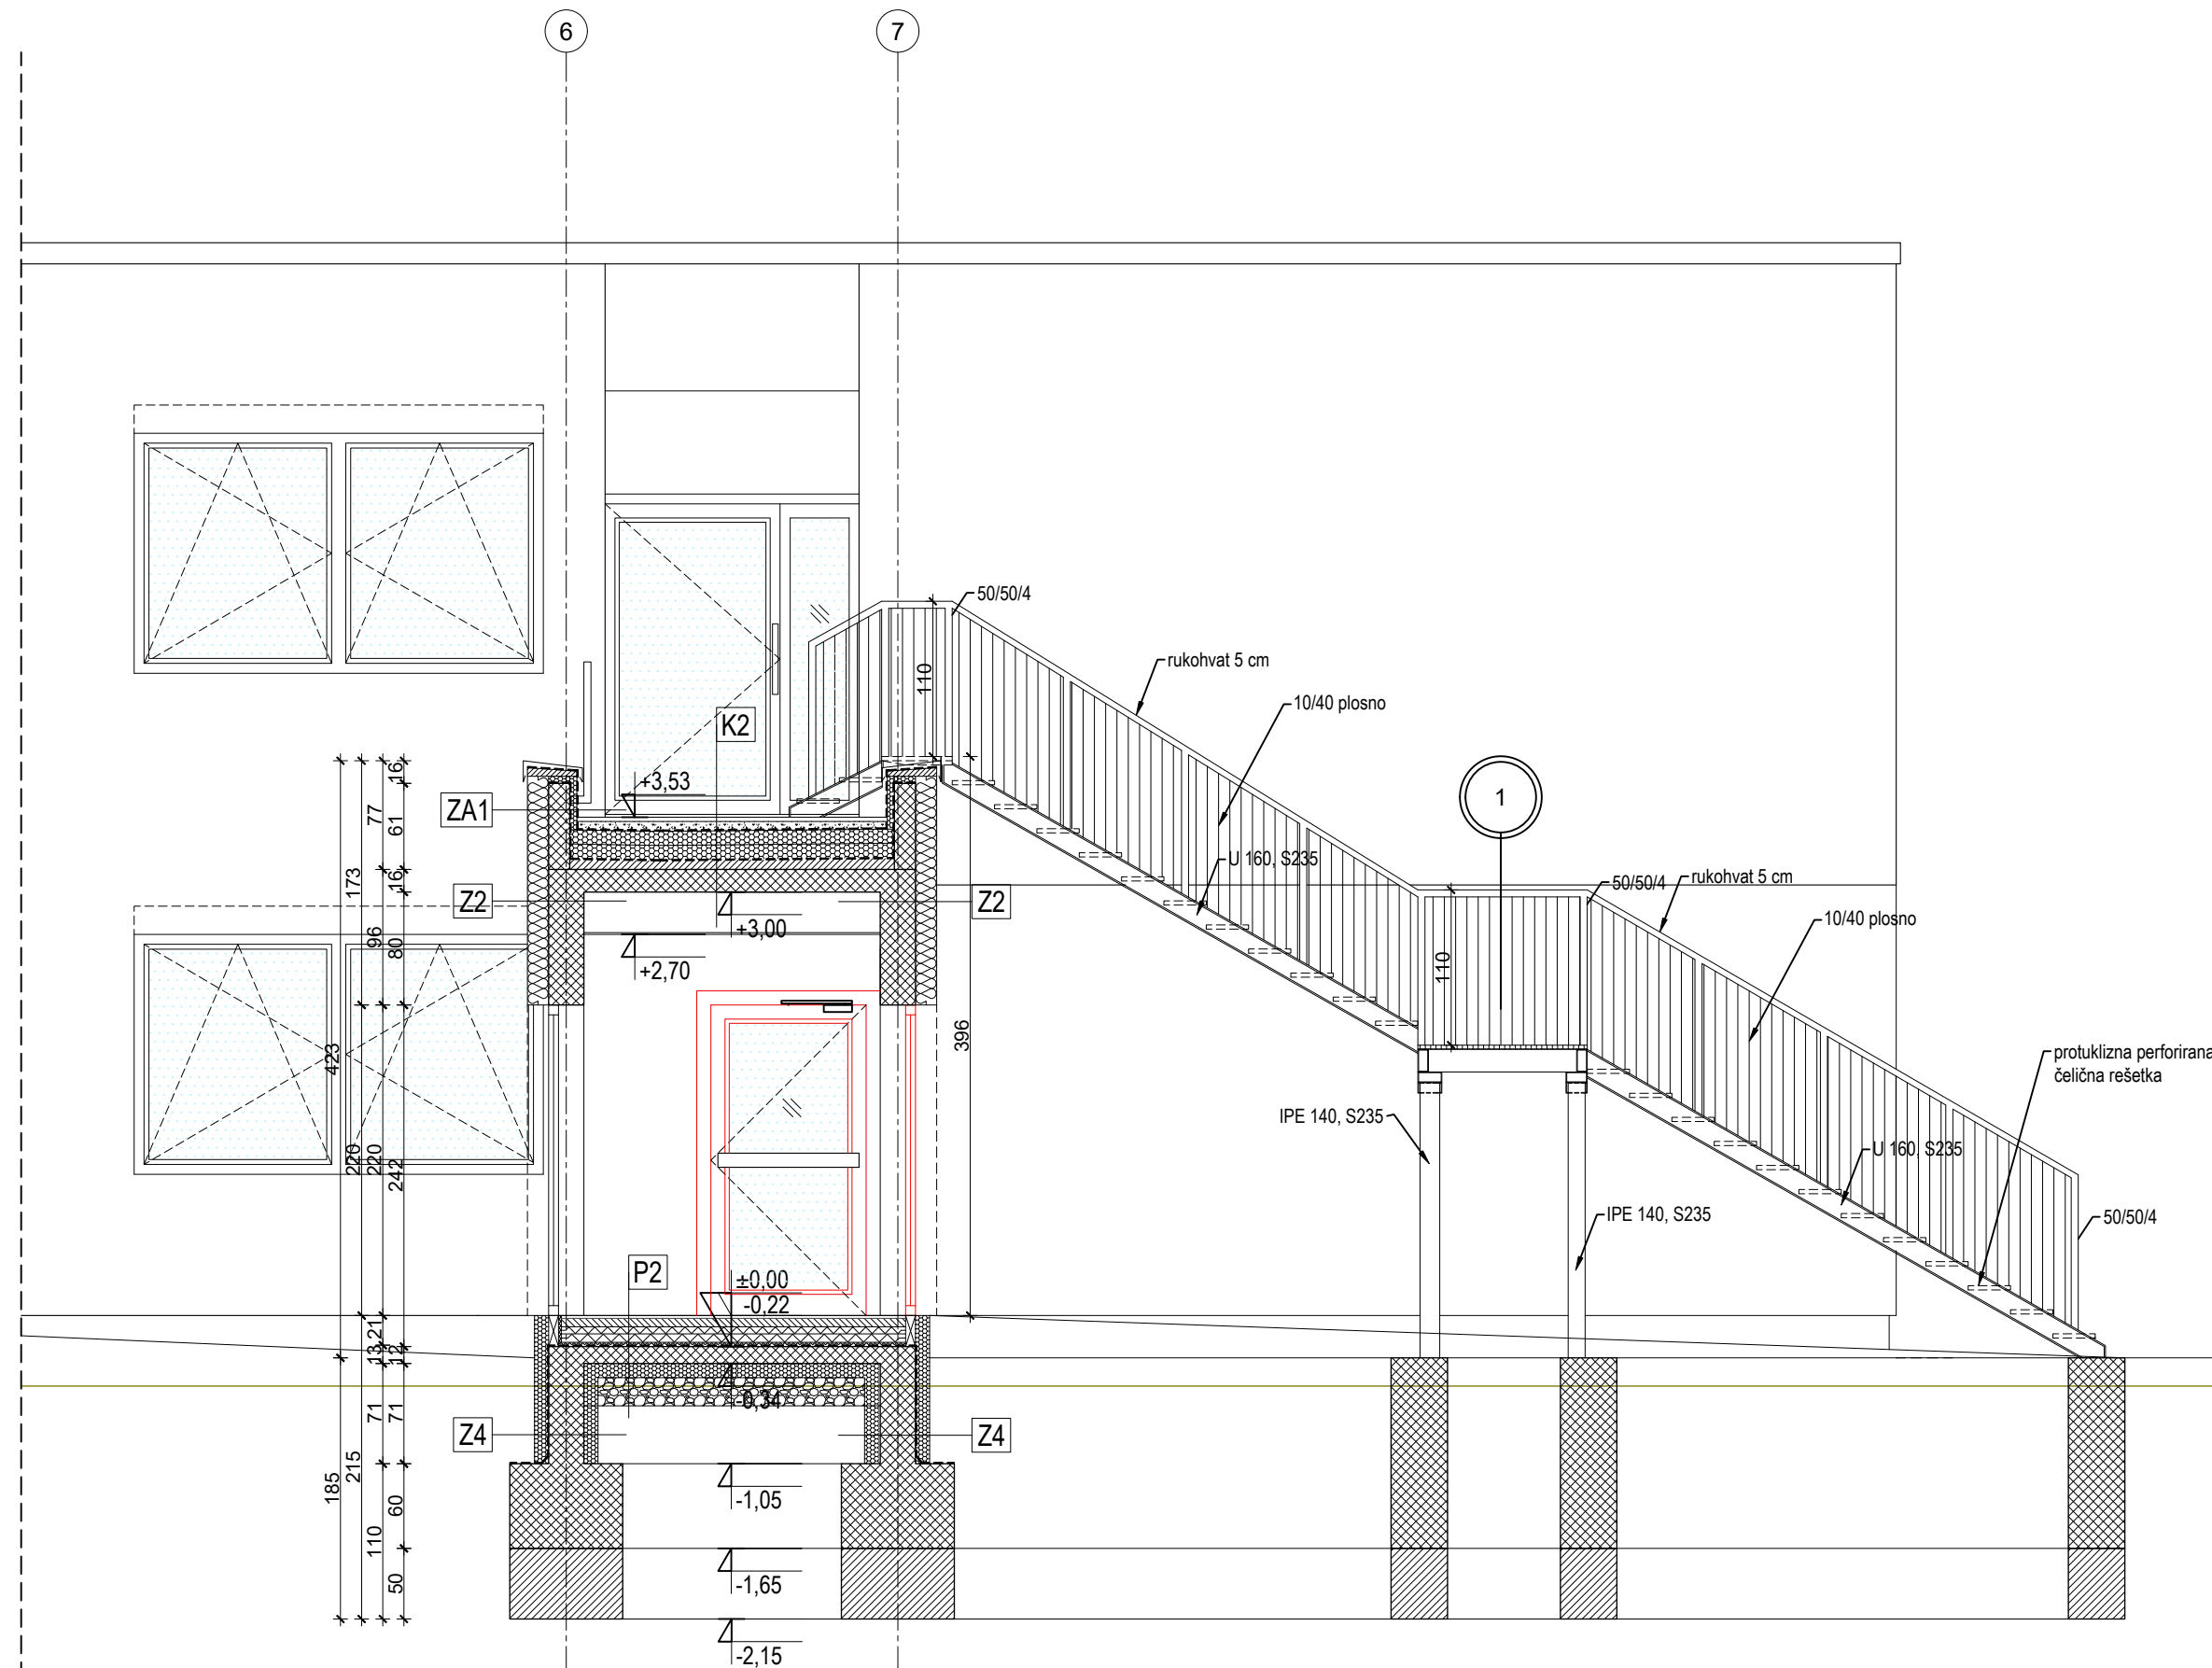 6
7
50/50/4
rukohvat 5 cm
110
10/40 plosno
K2
+3,53
16
77
61
ZA1
1
173
16
U 160, S235
50/50/4
rukohvat 5 cm
Z2
Z2
10/40 plosno
+3,00
96
80
+2,70
110
423
396
protuklizna perforirana
čelična rešetka
IPE 140, S235
220
220
242
U 160, S235
IPE 140, S235
50/50/4
P2
±0,00
-0,22
21
13
12
-0,34
71
71
Z4
Z4
215
185
-1,05
60
110
50
-1,65
-2,15